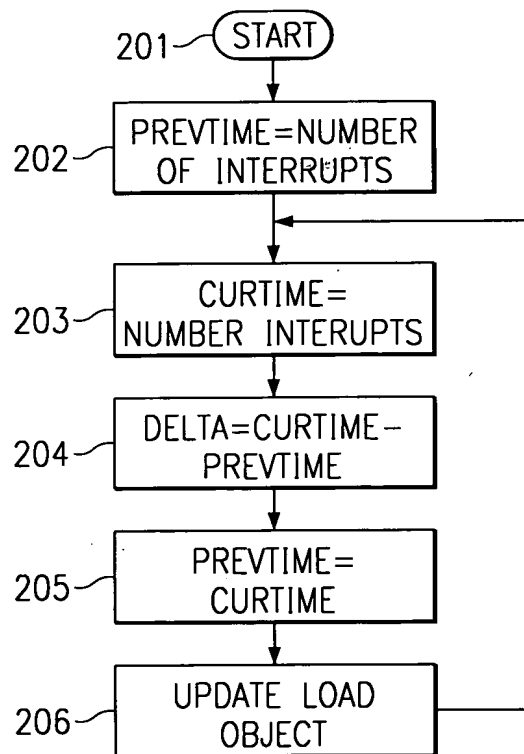 201
START
202
PREVTIME=NUMBER
OF INTERRUPTS
203
CURTIME=
NUMBER INTERUPTS
204
DELTA=CURTIME-
PREVTIME
205
PREVTIME=
CURTIME
206
UPDATE LOAD
OBJECT